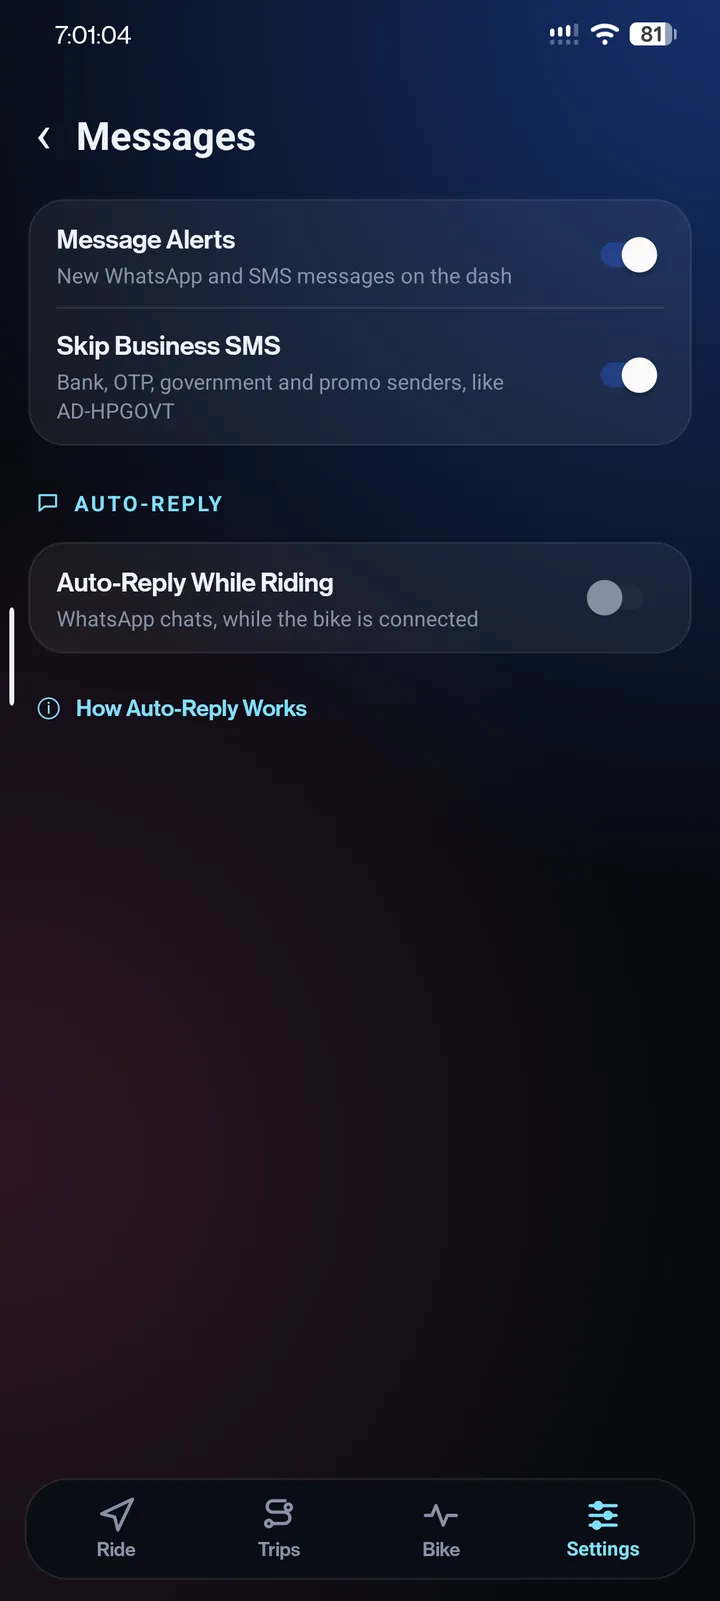 7:01:04
81
Messages
Message Alerts
New WhatsApp and SMS messages on the dash
Skip Business SMS
Bank, OTP, government and promo senders, like
AD-HPGOVT
AUTO-REPLY
Auto-Reply While Riding
WhatsApp chats, while the bike is connected
How Auto-Reply Works
Ride
Trips
Bike
Settings